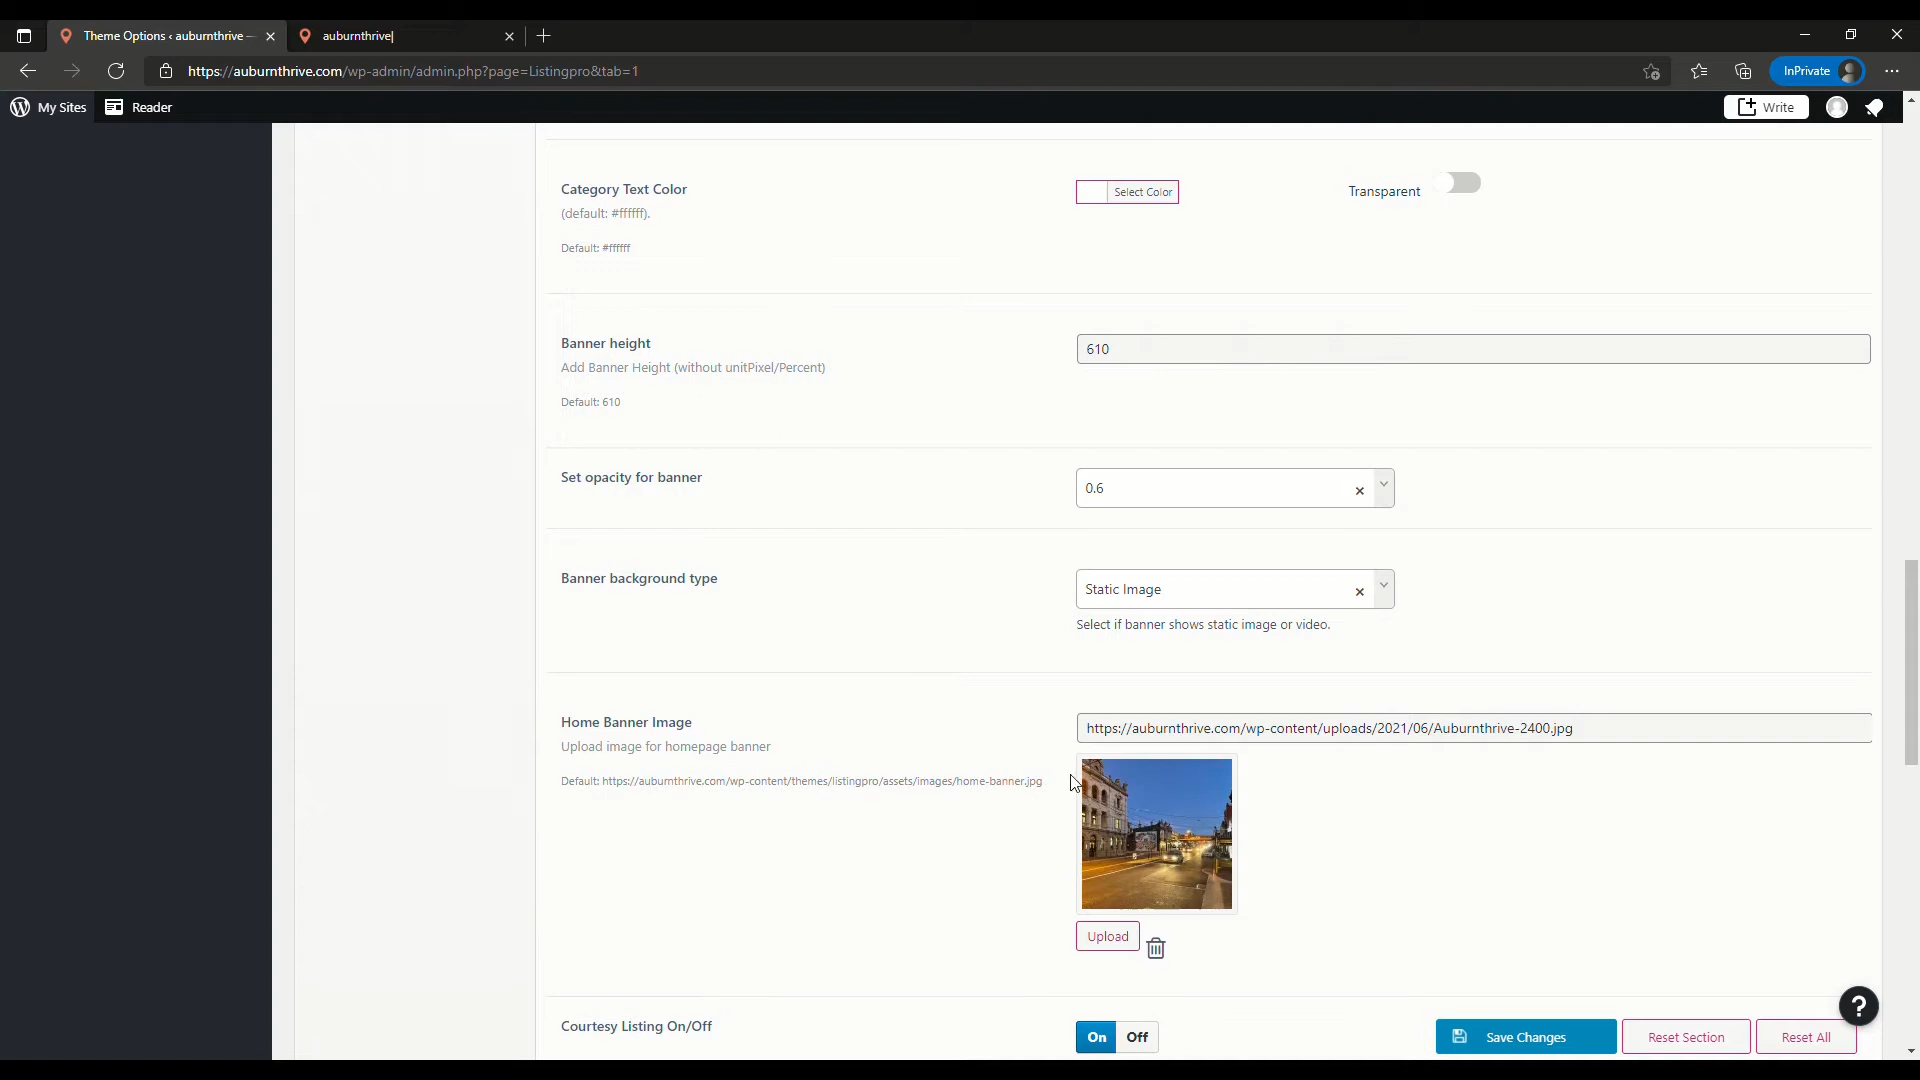 Theme Options ‹ auburnthrive —
auburnthrive|
https://auburnthrive.com/wp-admin/admin.php?page=Listingpro&tab=1
InPrivate
My Sites
Reader
Write
Category Text Color
(default: #ffffff).
Default: #ffffff
Select Color
Transparent
Banner height
Add Banner Height (without unitPixel/Percent)
Default: 610
610
Set opacity for banner
0.6
Banner background type
Static Image
Select if banner shows static image or video.
Home Banner Image
Upload image for homepage banner
Default: https://auburnthrive.com/wp-content/themes/listingpro/assets/images/home-banner.jpg
https://auburnthrive.com/wp-content/uploads/2021/06/Auburnthrive-2400.jpg
Upload
Courtesy Listing On/Off
On Off
Save Changes
Reset Section
Reset All
?